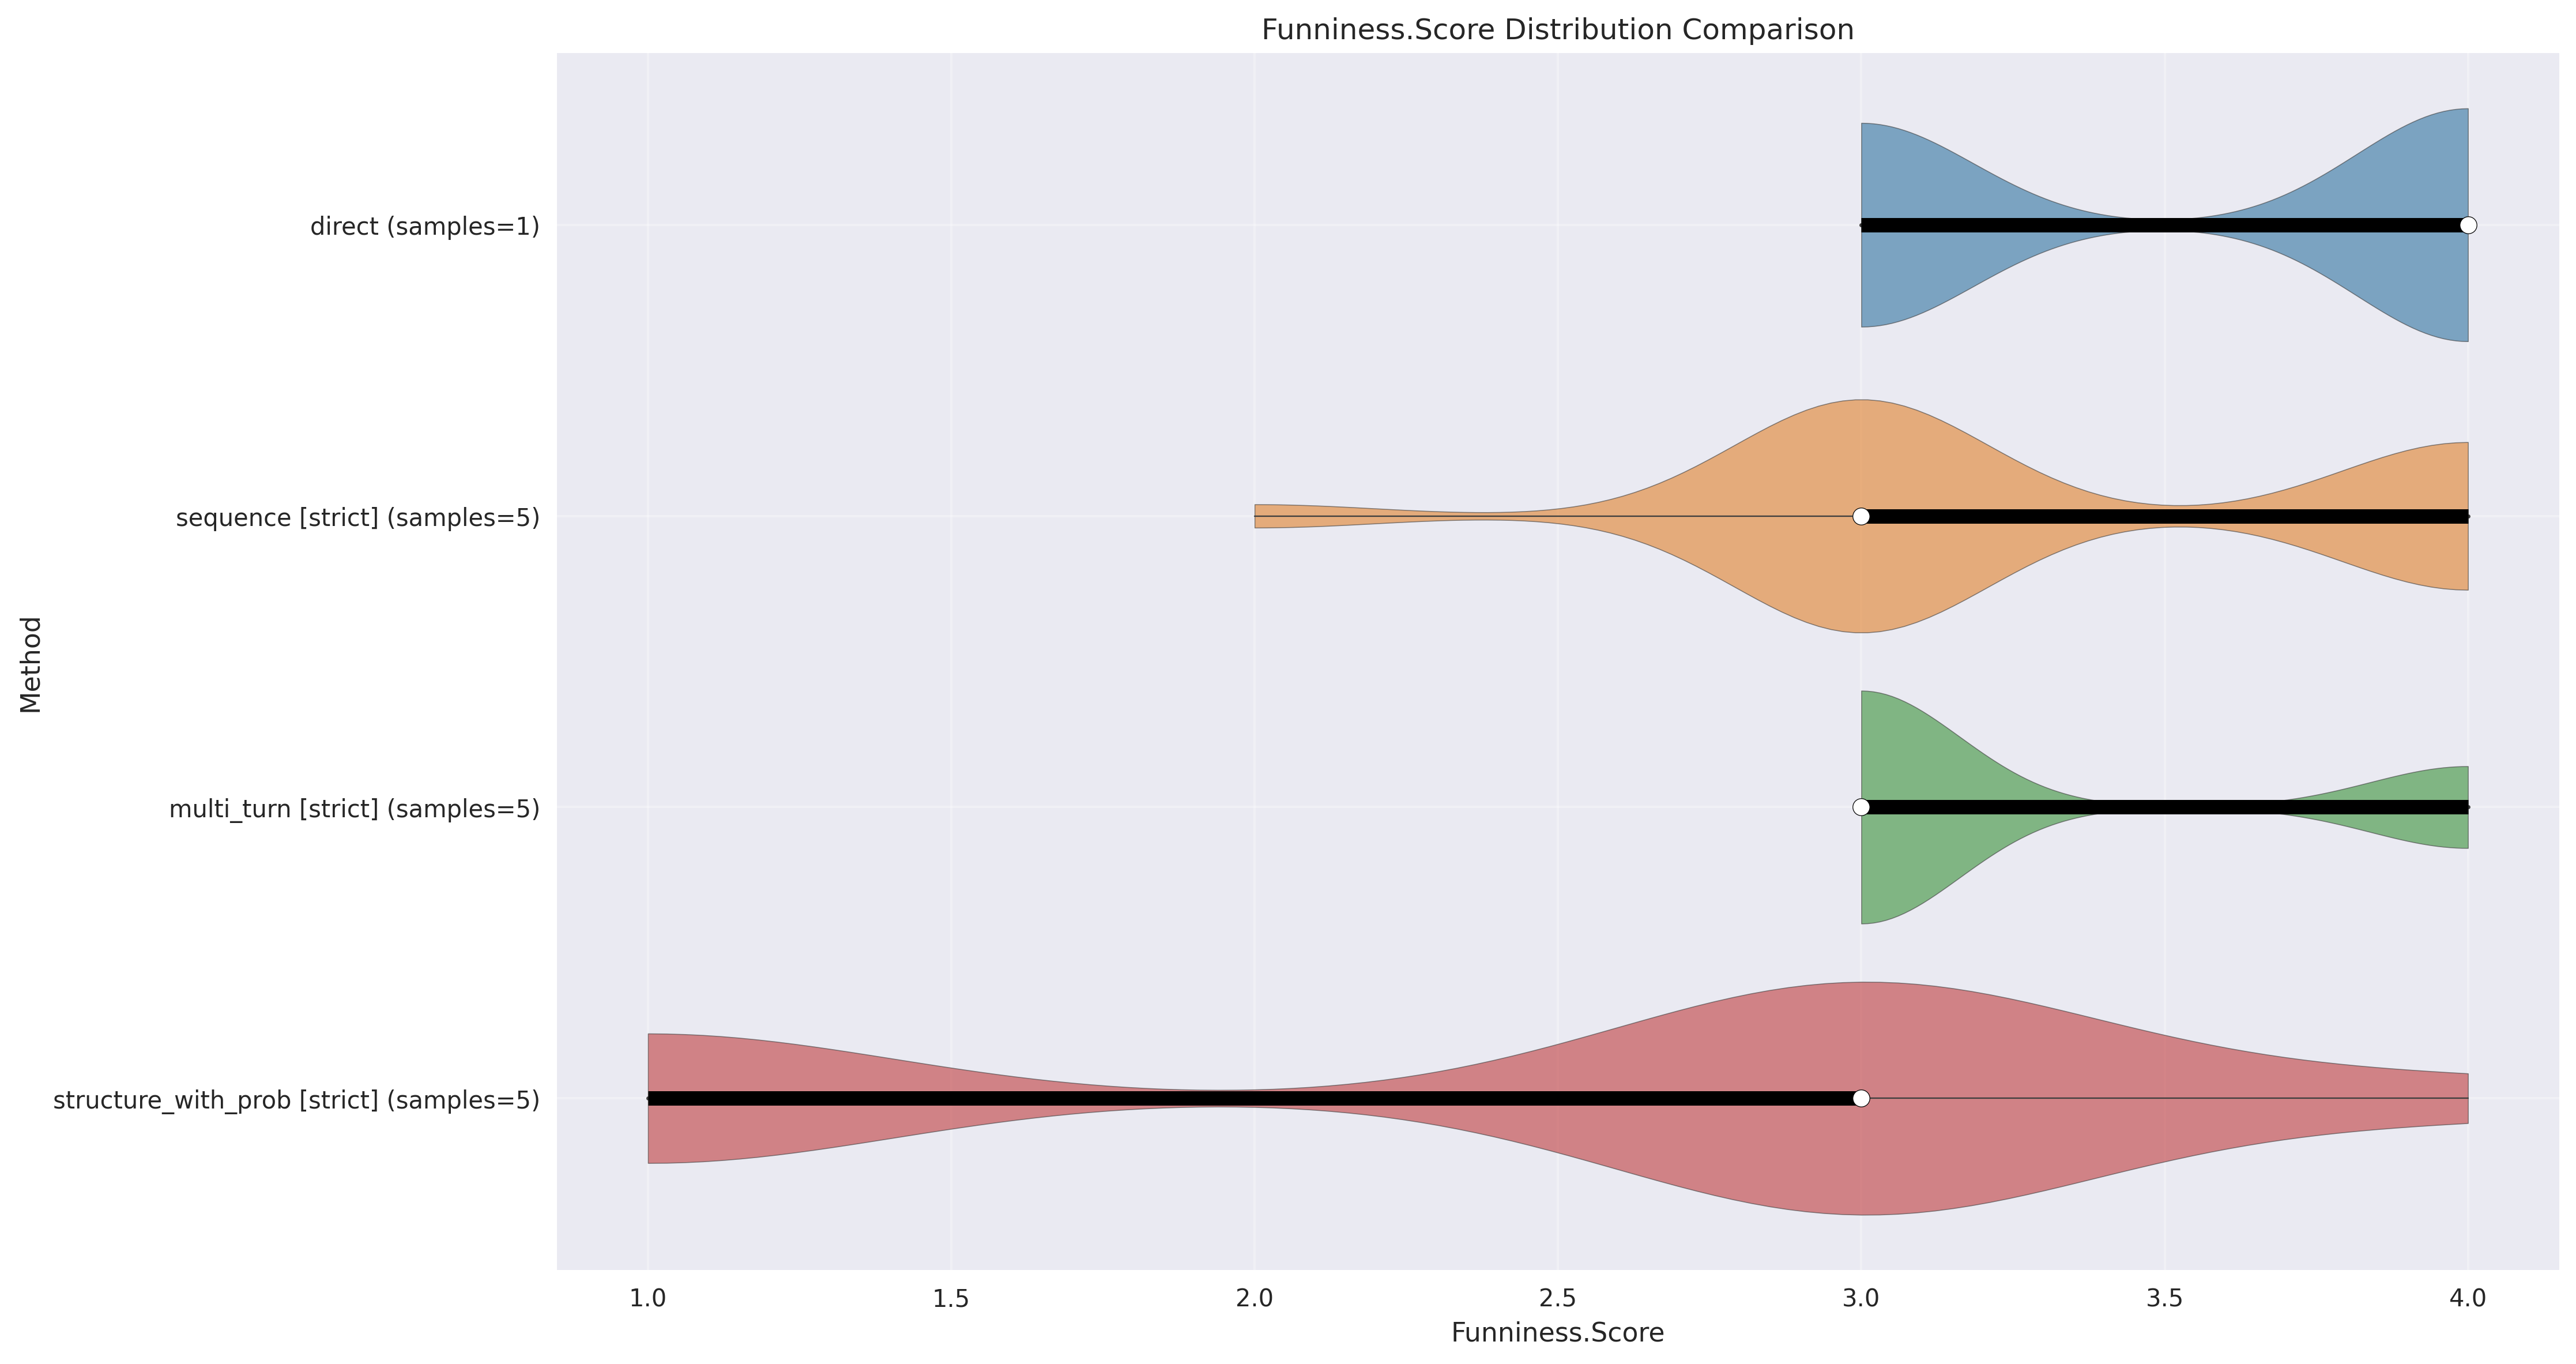 Funniness.Score Distribution Comparison
direct (samples=1)
sequence [strict] (samples=5)
Method
multi_turn [strict] (samples=5)
structure_with_prob [strict] (samples=5)
1.0 1.5 2.0 2.5 3.0 3.5 4.0
Funniness.Score